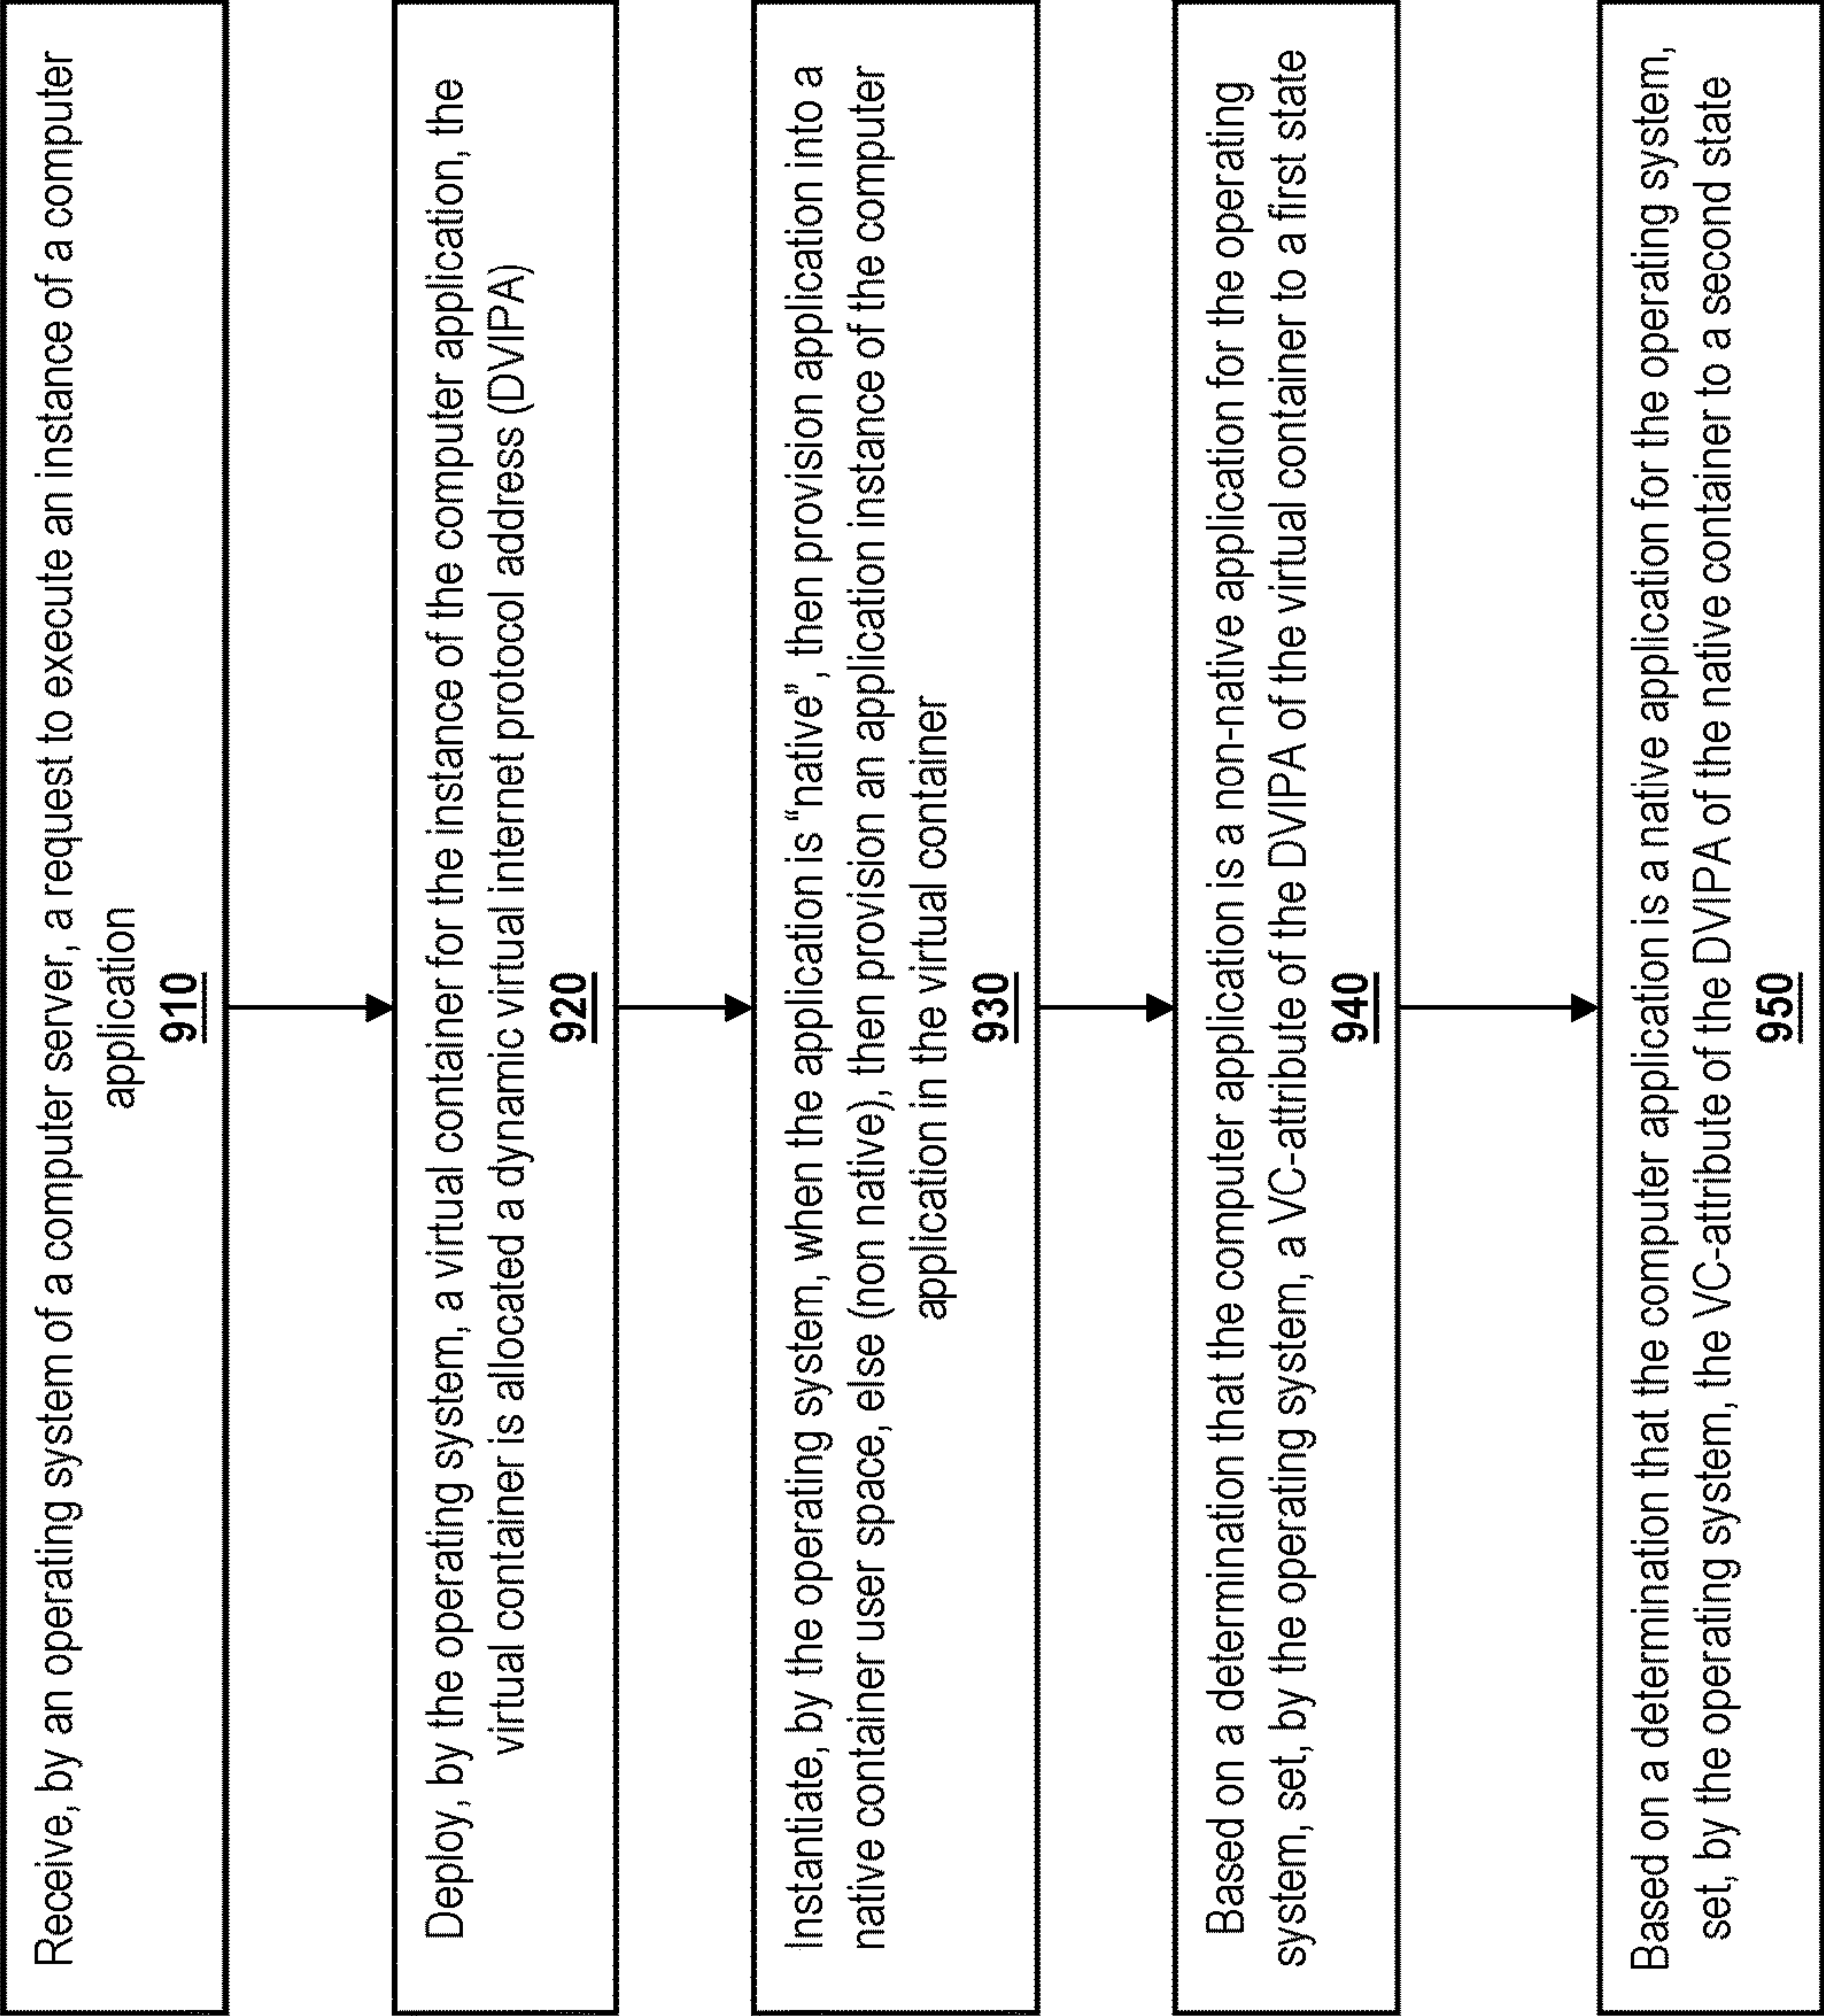 Receive, by an operating system of a computer server, a request to execute an instance of a computer
application
910
Deploy, by the operating system, a virtual container for the instance of the computer application, the
virtual container is allocated a dynamic virtual internet protocol address (DVIPA)
920
Instantiate, by the operating system, when the application is “native”, then provision application into a
native container user space, else (non native), then provision an application instance of the computer
application in the virtual container
930
Based on a determination that the computer application is a non-native application for the operating
system, set, by the operating system, a VC-attribute of the DVIPA of the virtual container to a first state
940
Based on a determination that the computer application is a native application for the operating system,
set, by the operating system, the VC-attribute of the DVIPA of the native container to a second state
950